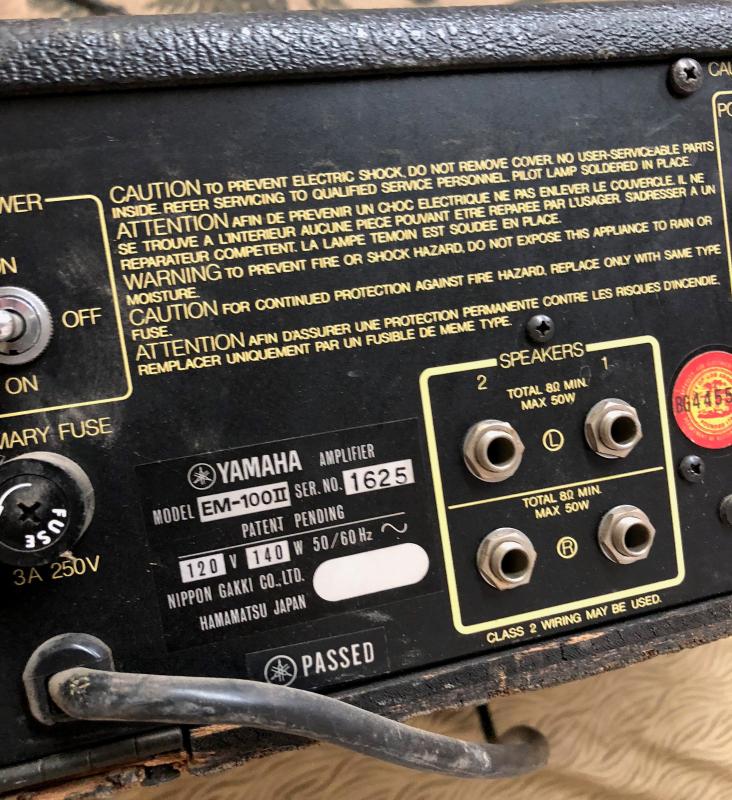 CAUTION TO PREVENT ELECTRIC SHOCK, DO NOT REMOVE COVER. NO USER-SERVICEABLE PARTS
INSIDE. REFER SERVICING TO QUALIFIED SERVICE PERSONNEL. PILOT LAMP SOLDERED IN PLACE.
ATTENTION AFIN DE PREVENIR UN CHOC ELECTRIQUE NE PAS ENLEVER LE COUVERCLE. IL NE
SE TROUVE A L'INTERIEUR AUCUNE PIECE POUVANT ETRE REPAREE PAR L'USAGER. S'ADRESSER A UN
REPARATEUR COMPETENT. LA LAMPE TEMOIN EST SOUDEE EN PLACE.
WARNING TO PREVENT FIRE OR SHOCK HAZARD, DO NOT EXPOSE THIS APPLIANCE TO RAIN OR
MOISTURE.
CAUTION FOR CONTINUED PROTECTION AGAINST FIRE HAZARD, REPLACE ONLY WITH SAME TYPE
FUSE.
ATTENTION AFIN D'ASSURER UNE PROTECTION PERMANENTE CONTRE LES RISQUES D'INCENDIE,
REMPLACER UNIQUEMENT PAR UN FUSIBLE DE MEME TYPE.
CAU
PO
WER
ON
OFF
ON
MARY FUSE
FUSE
3A 250V
SPEAKERS
2 1
TOTAL 8Ω MIN.
MAX 50W
L
TOTAL 8Ω MIN.
MAX 50W
R
CLASS 2 WIRING MAY BE USED.
YAMAHA AMPLIFIER
MODEL EM-100II SER. NO. 1625
PATENT PENDING
120 V 140 W 50/60 Hz ~
NIPPON GAKKI CO., LTD.
HAMAMATSU JAPAN
PASSED
BG4455